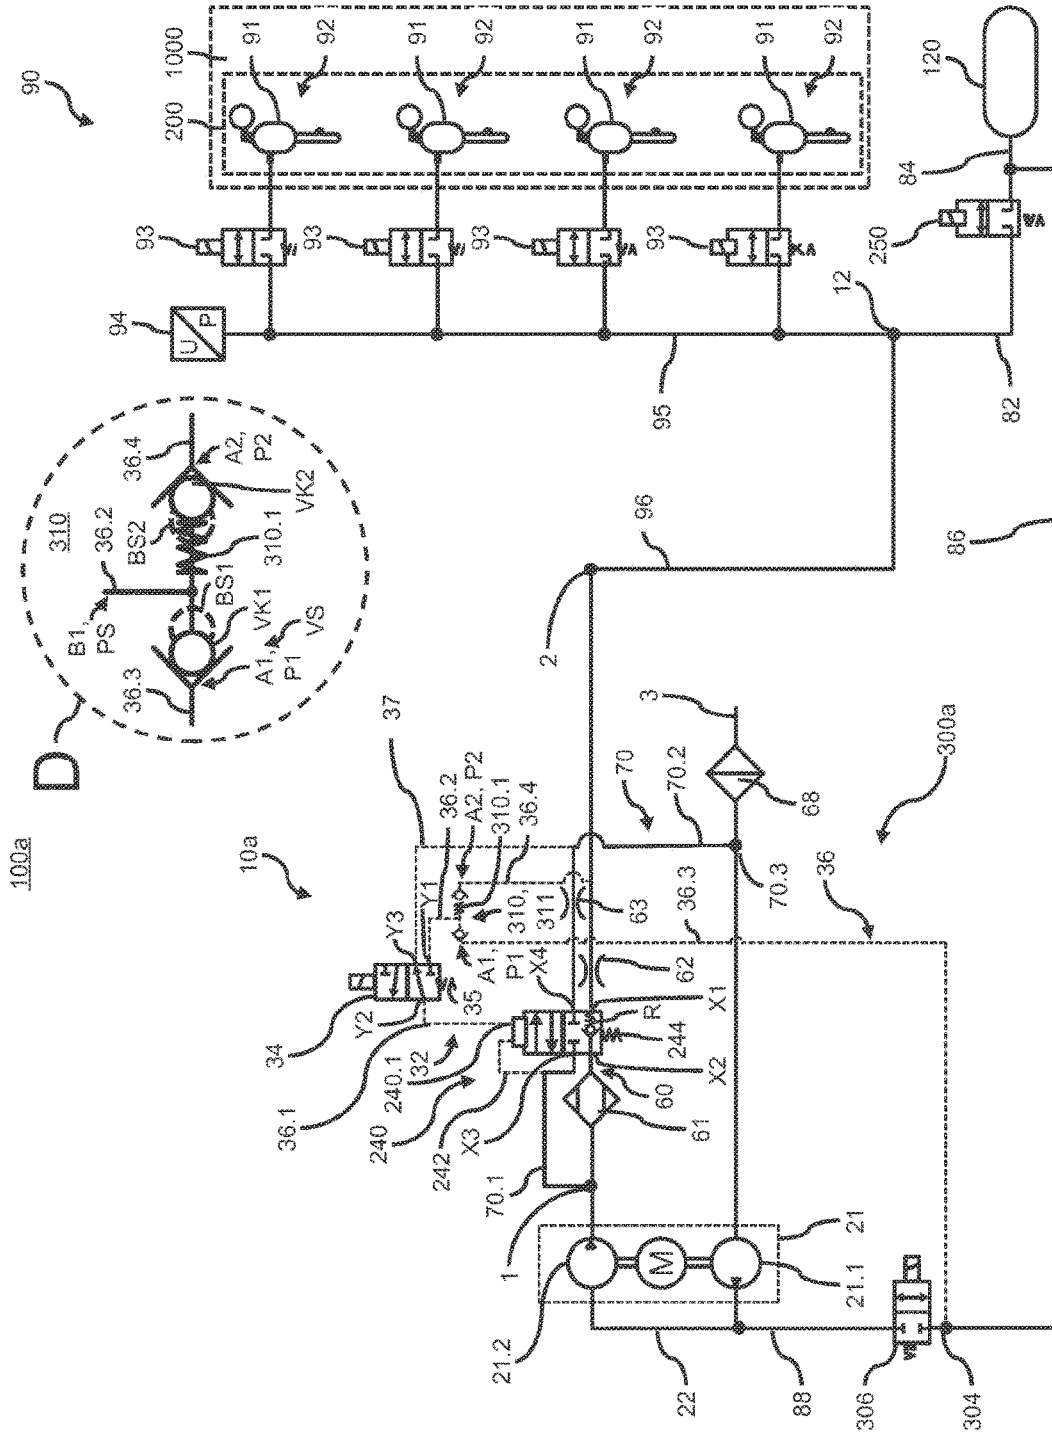 100a
90
1000
200
91
92
91
92
91
92
91
92
120
84
93
93
93
93
250
94
U
P
12
95
82
96
86
2
D
310
36.2
B1,
PS
BS2
310.1
BS1
VK1
VS
A1,
P1
36.3
36.4
A2,
P2
VK2
10a
37
36.2
A2, P2
310.1
36.4
70
70.2
3
68
300a
70.3
36
36.3
310,
311
63
62
A1,
P1
X4
Y1
Y3
Y2
35
34
32
36.1
240.1
240
242
X3
70.1
1
R
X1
244
X2
60
61
21
M
21.1
21.2
22
88
306
304